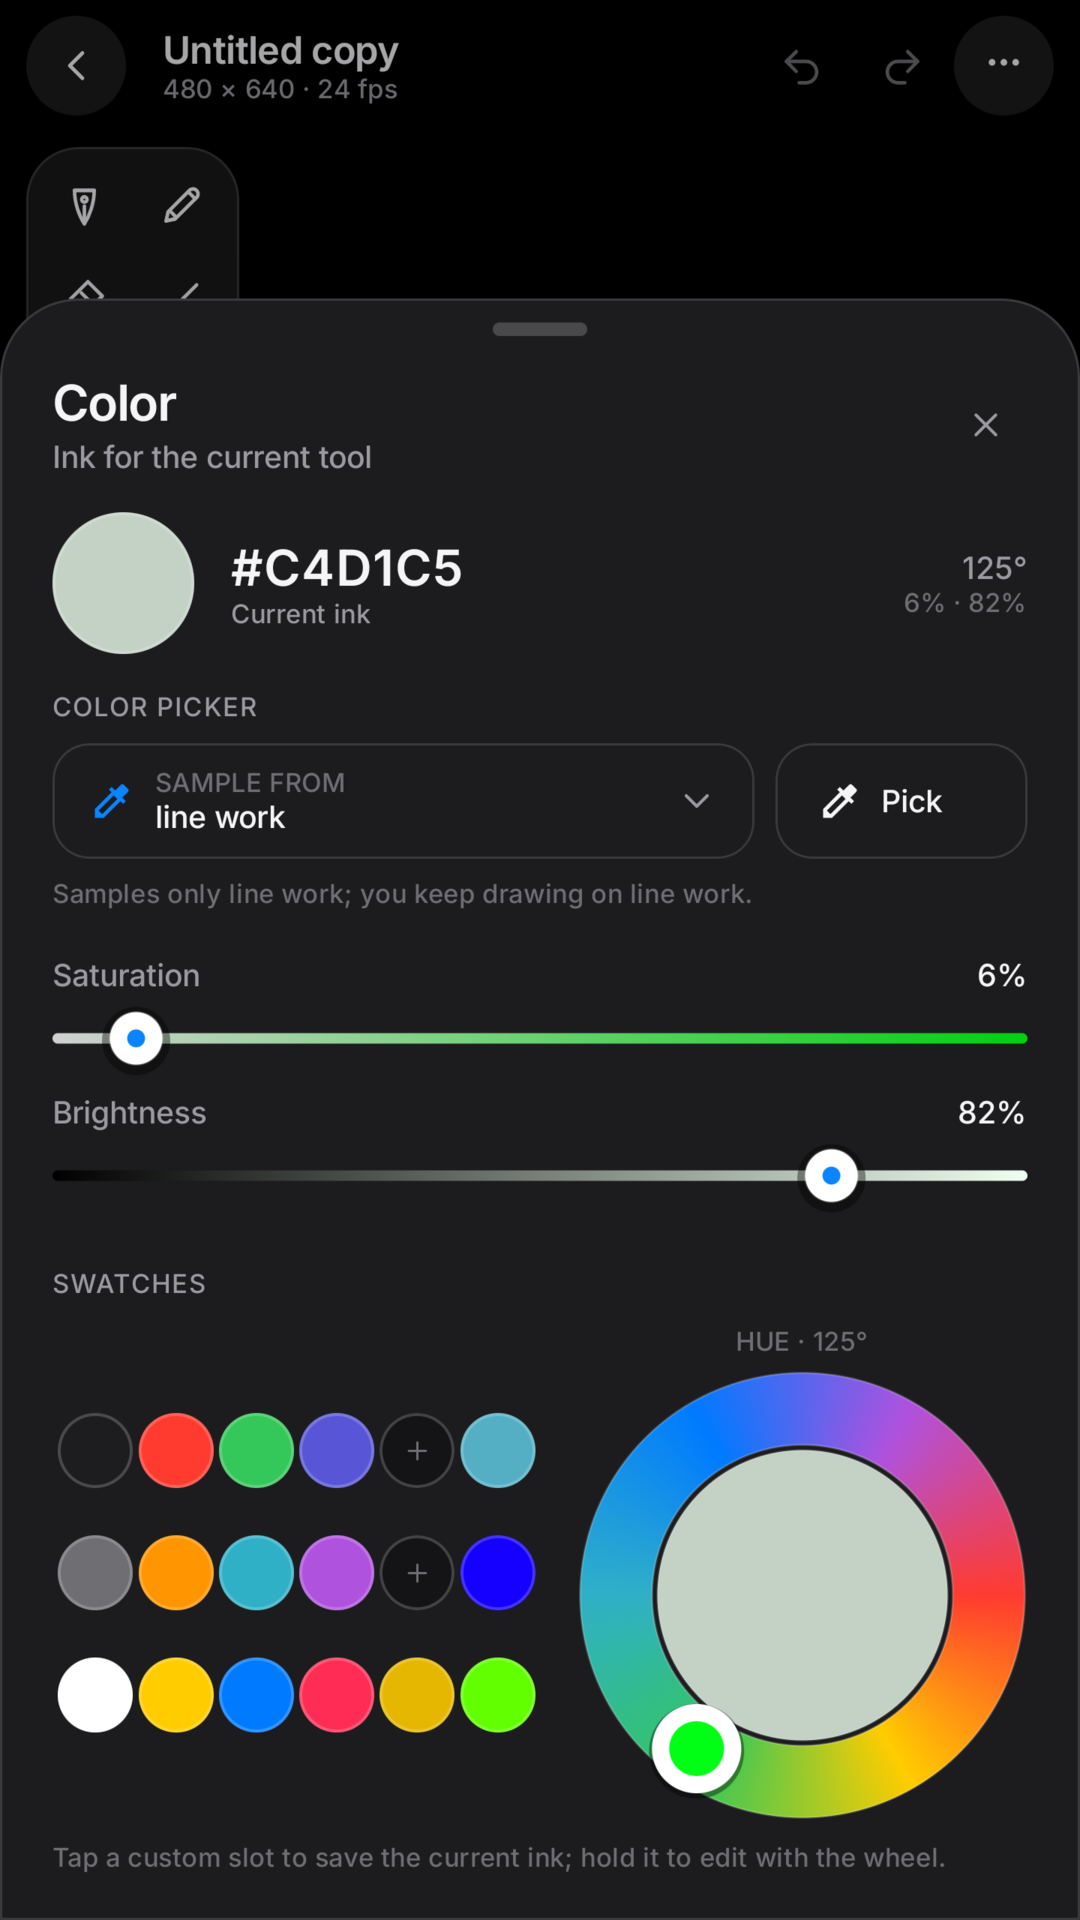 Untitled copy
480 × 640 · 24 fps
Color
Ink for the current tool
#C4D1C5
Current ink
125°
6% · 82%
COLOR PICKER
SAMPLE FROM
line work
Pick
Samples only line work; you keep drawing on line work.
Saturation
6%
Brightness
82%
SWATCHES
HUE · 125°
Tap a custom slot to save the current ink; hold it to edit with the wheel.